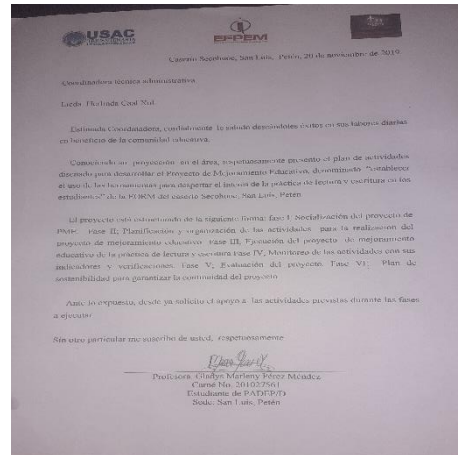 USAC
EFPEM
Caserío Secobune, San Luis, Petén, 20 de noviembre de 2019.
Coordinadora técnica administrativa.
Licda. Caal
Estimada Coordinadora, cordialmente le saludo deseándoles éxitos en sus labores diarias
en beneficio de la comunidad educativa.
Conociendo su proyección en el área, respetuosamente presento el plan de actividades
diseñado para desarrollar el Proyecto de Mejoramiento Educativo, denominado "Establecer
el uso de las herramientas para despertar el interés de la práctica de lectura y escritura en los
estudiantes" de la EORM del caserío Secobune, San Luis, Petén
El proyecto está estructurado de la siguiente forma: fase I. Socialización del proyecto de
PME. Fase II, Planificación y organización de las actividades para la realización del
proyecto de mejoramiento educativo Fase III, Ejecución del proyecto de mejoramiento
educativo de la práctica de lectura y escritura Fase IV, Monitoreo de las actividades con sus
indicadores y verificaciones. Fase V, Evaluación del proyecto. Fase VI, Plan de
sostenibilidad para garantizar la continuidad del proyecto
Ante lo expuesto, desde ya solicito el apoyo a las actividades previstas durante las fases
a ejecutar
Sin otro particular me suscribo de usted, respetuosamente
Profesora. Gladys Marleny Pérez Méndez
Carné No. 201027561
Estudiante de PADEP/D
Sede. San Luis, Petén